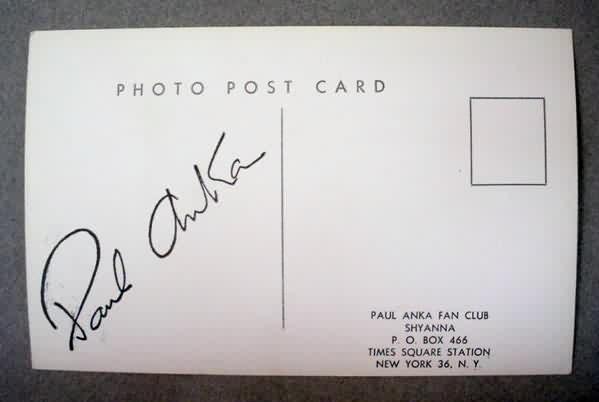 PHOTO POST CARD
Paul Anka
PAUL ANKA FAN CLUB
SHYANNA
P. O. BOX 466
TIMES SQUARE STATION
NEW YORK 36, N. Y.